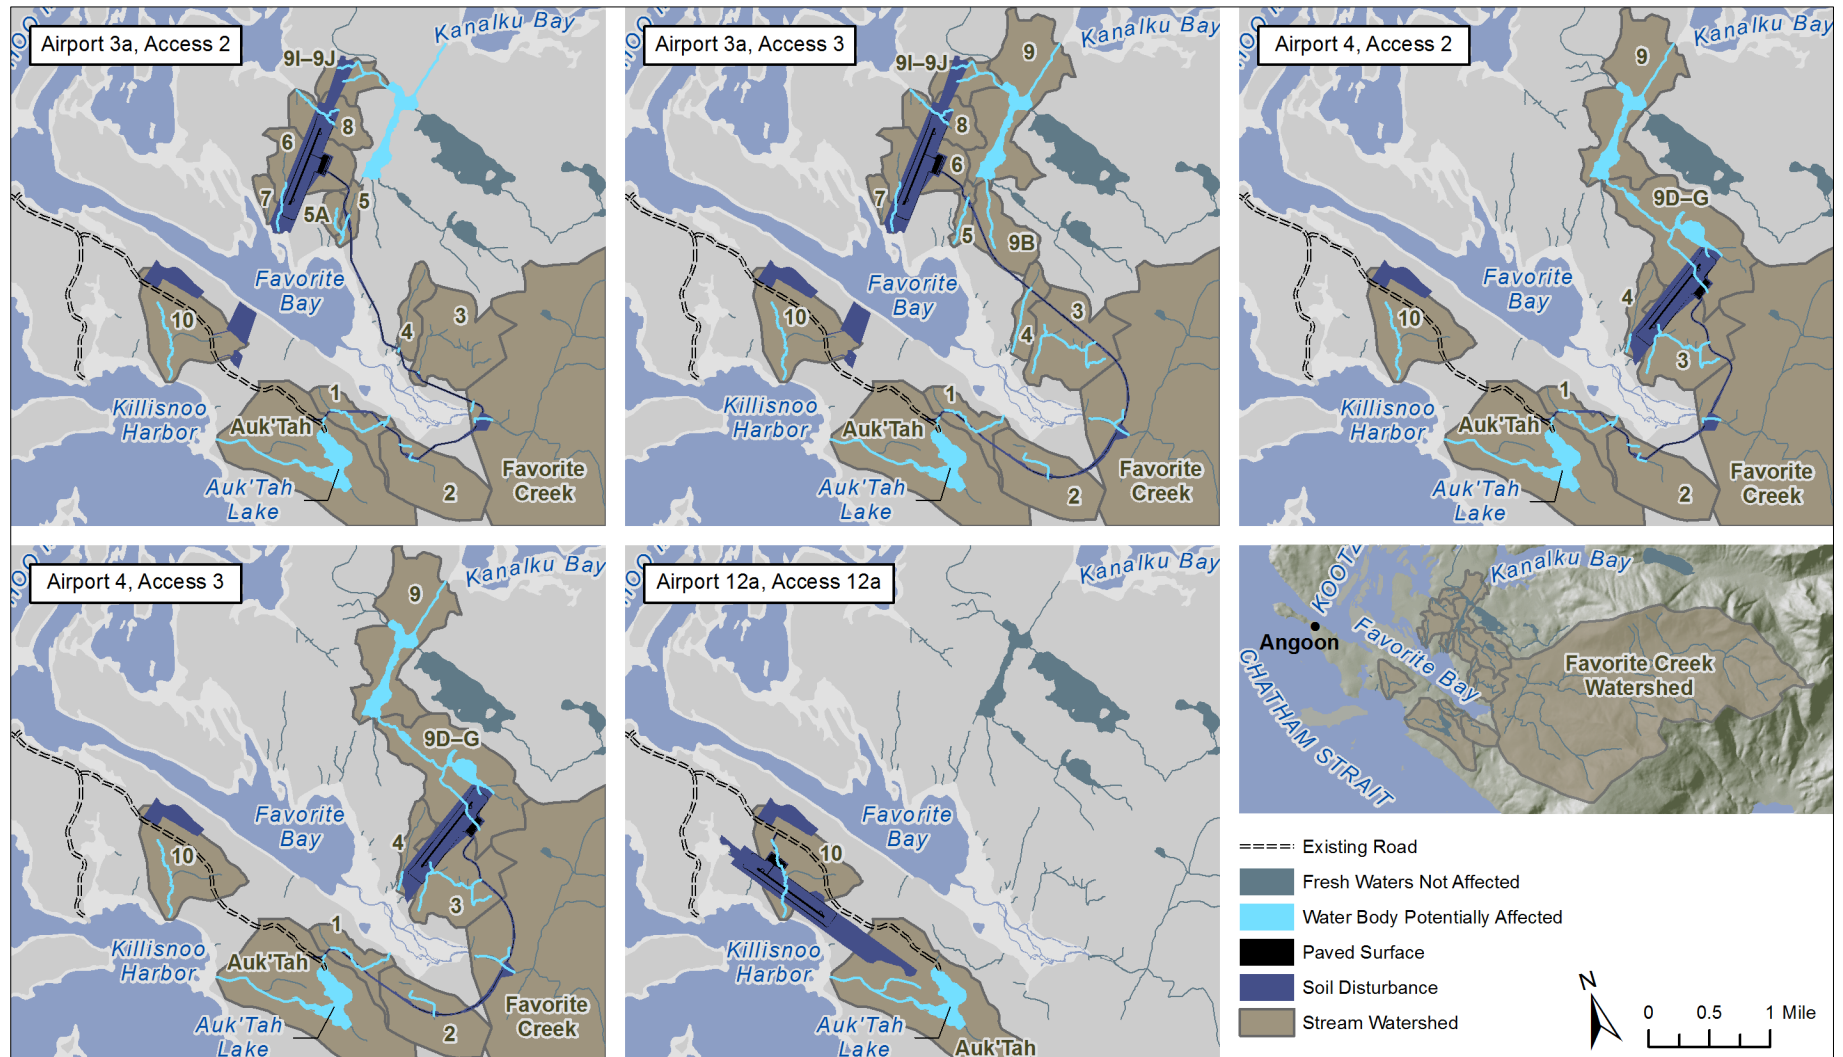 Airport 3a, Access 2
Kanalku Bay
9I–9J
8
6
7
5A
5
Favorite
Bay
10
4
3
1
Killisnoo
Harbor
Auk'Tah
Auk'Tah
Lake
2
Favorite
Creek
Airport 3a, Access 3
Kanalku Bay
9I–9J
9
8
6
7
5
9B
Favorite
Bay
10
3
4
1
Killisnoo
Harbor
Auk'Tah
Auk'Tah
Lake
2
Favorite
Creek
Airport 4, Access 2
Kanalku Bay
9
9D–G
Favorite
Bay
4
10
3
1
Killisnoo
Harbor
Auk'Tah
Auk'Tah
Lake
2
Favorite
Creek
Airport 4, Access 3
Kanalku Bay
9
9D–G
Favorite
Bay
4
10
3
1
Killisnoo
Harbor
Auk'Tah
Auk'Tah
Lake
2
Favorite
Creek
Airport 12a, Access 12a
Kanalku Bay
Favorite
Bay
10
Killisnoo
Harbor
Auk'Tah
Lake
Auk'Tah
KOOTZ
Kanalku Bay
Angoon
Favorite Bay
Favorite Creek
Watershed
CHATHAM STRAIT
Existing Road
Fresh Waters Not Affected
Water Body Potentially Affected
Paved Surface
Soil Disturbance
Stream Watershed
N
0 0.5 1 Mile